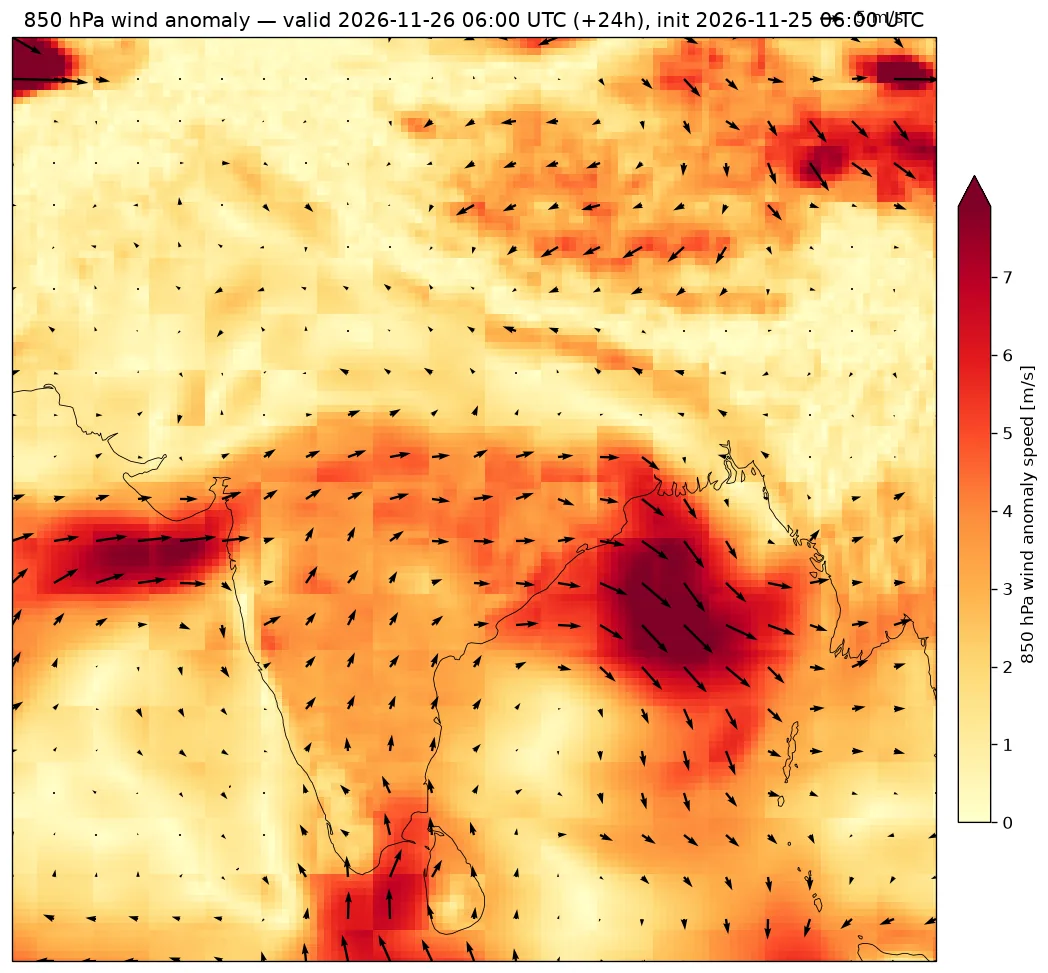 850 hPa wind anomaly — valid 2026-11-26 06:00 UTC (+24h), init 2026-11-25 06:00 UTC
5 m/s
7
6
5
4
3
2
1
0
850 hPa wind anomaly speed [m/s]